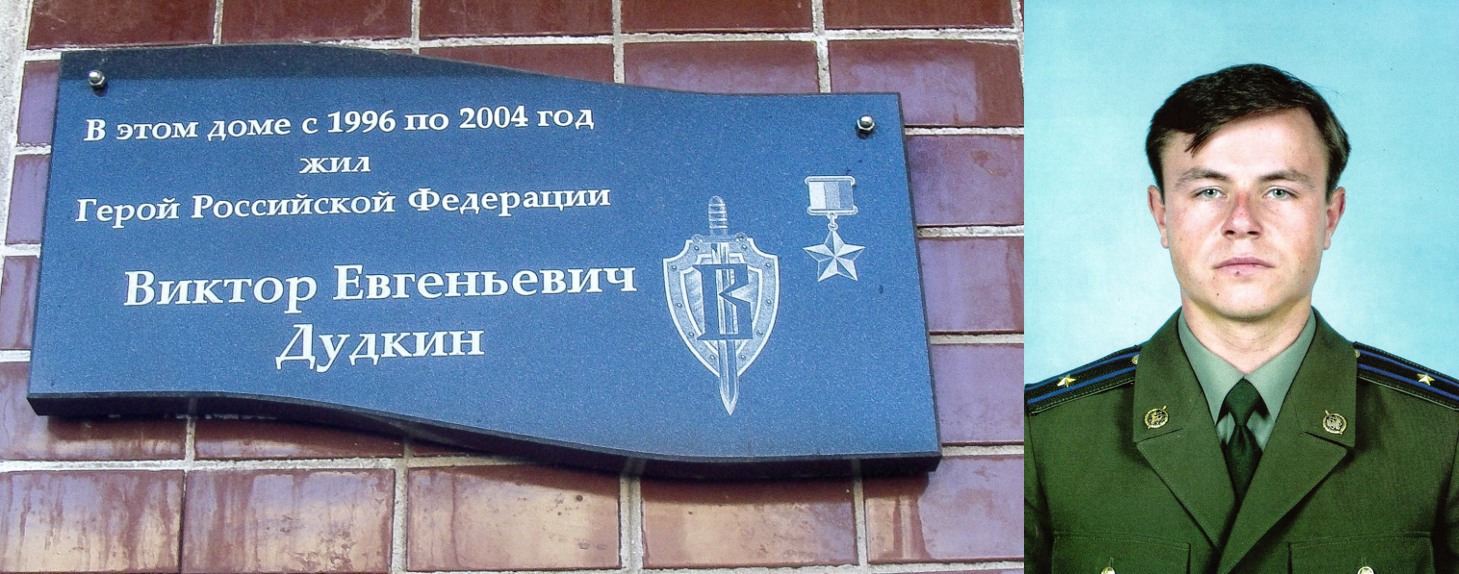 В этом доме с 1996 по 2004 год
жил
Герой Российской Федерации
Виктор Евгеньевич
Дудкин
В